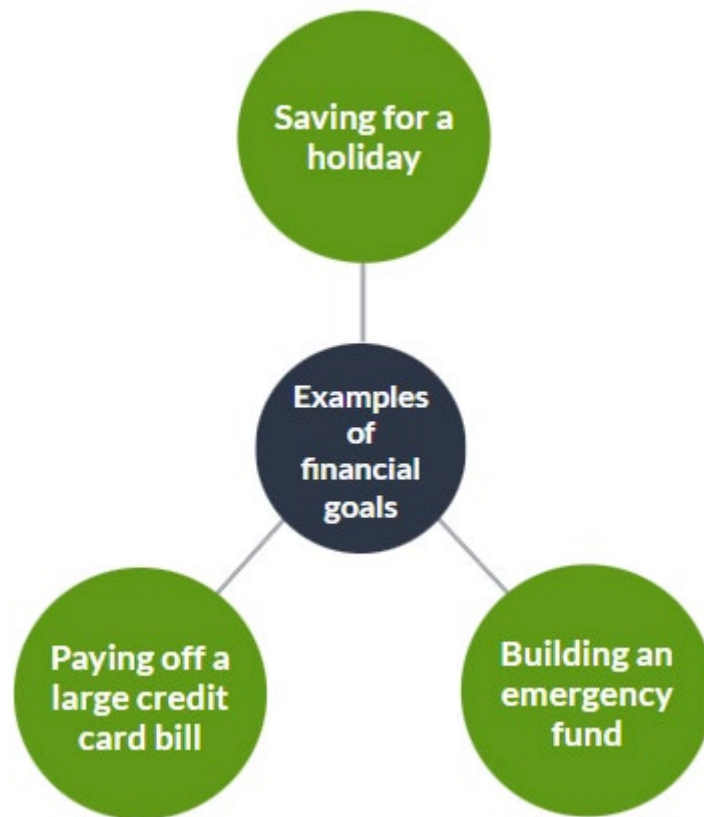 Saving for a
holiday
Examples
of
financial
goals
Paying off a
large credit
card bill
Building an
emergency
fund